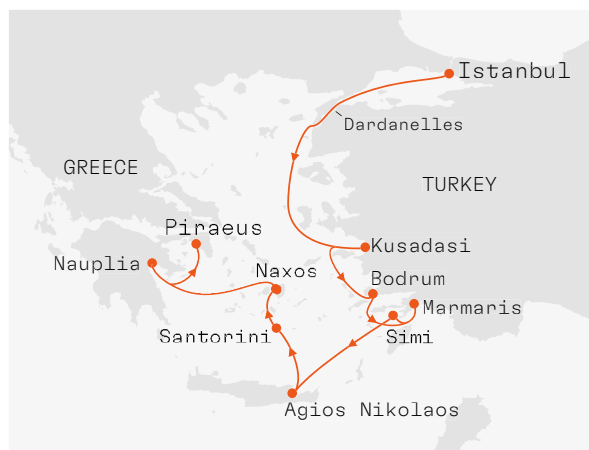 Istanbul
Dardanelles
GREECE
TURKEY
Piraeus
Kusadasi
Nauplia
Naxos
Bodrum
Marmaris
Santorini
Simi
Agios Nikolaos